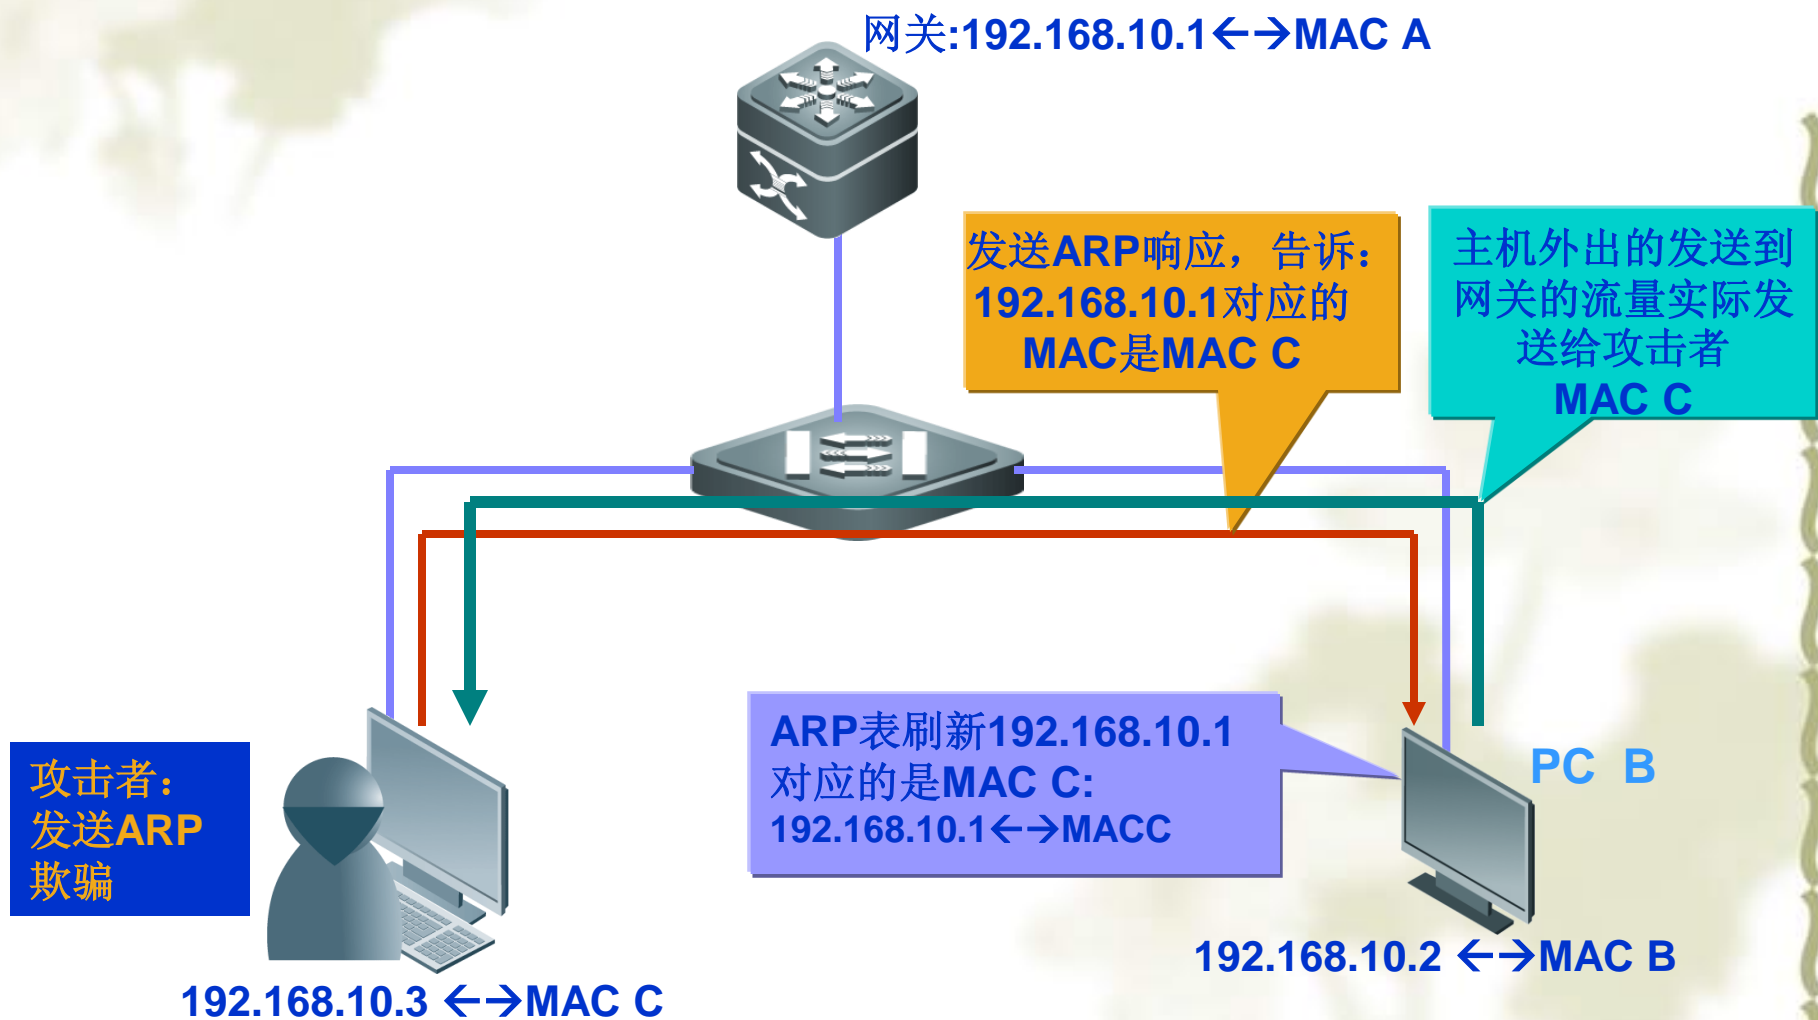 网关:192.168.10.1←→MAC A
发送ARP响应，告诉：
192.168.10.1对应的
MAC是MAC C
主机外出的发送到
网关的流量实际发
送给攻击者
MAC C
ARP表刷新192.168.10.1
对应的是MAC C:
192.168.10.1←→MACC
PC B
攻击者：
发送ARP
欺骗
192.168.10.2 ←→MAC B
192.168.10.3 ←→MAC C